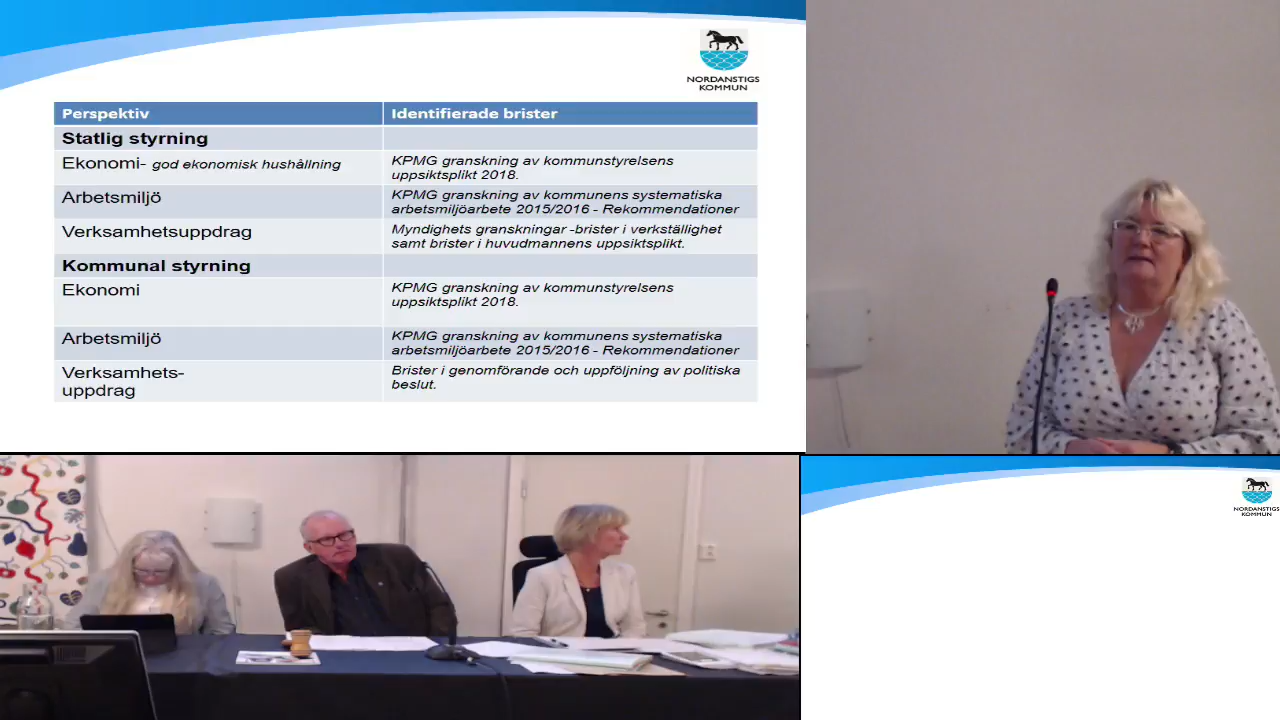 NORDANSTIGS
KOMMUN
Perspektiv Identifierade brister
Statlig styrning
Ekonomi- god ekonomisk hushållning
KPMG granskning av kommunstyrelsens
uppsiktsplikt 2018.
Arbetsmiljö
KPMG granskning av kommunens systematiska
arbetsmiljöarbete 2015/2016 - Rekommendationer
Verksamhetsuppdrag
Myndighets granskningar -brister i verkställighet
samt brister i huvudmannens uppsiktsplikt.
Kommunal styrning
Ekonomi
KPMG granskning av kommunstyrelsens
uppsiktsplikt 2018.
Arbetsmiljö
KPMG granskning av kommunens systematiska
arbetsmiljöarbete 2015/2016 - Rekommendationer
Verksamhets-
uppdrag
Brister i genomförande och uppföljning av politiska
beslut.
NORDANSTIGS
KOMMUN